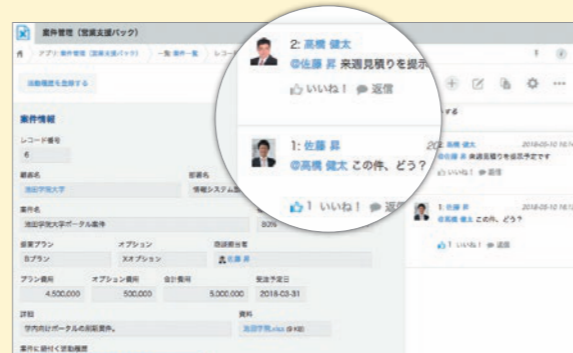 案件管理（営業支援パック）
アプリ: 案件管理（営業支援パック）
一覧: 案件一覧
レコード
活動履歴を登録する
案件情報
レコード番号
6
顧客名
部署名
池田学院大学
情報システム
案件名
池田学院大学ポータル案件
80%
提案プラン
オプション
商談担当者
Bプラン
Xオプション
佐藤 昇
プラン費用
オプション費用
合計費用
受注予定日
4,500,000
500,000
5,000,000
2018-03-31
詳細
資料
学内向けポータルの刷新案件。
案件に紐付く活動履歴
2: 高橋 健太
@佐藤 昇 来週見積りを提示
いいね！ 返信
1: 佐藤 昇
@高橋 健太 この件、どう？
1 いいね！ 返信
する
高橋 健太
@佐藤 昇 来週見積りを提示予定です
いいね！ 返信
1: 佐藤 昇
@高橋 健太 この件、どう？
1 いいね！ 返信